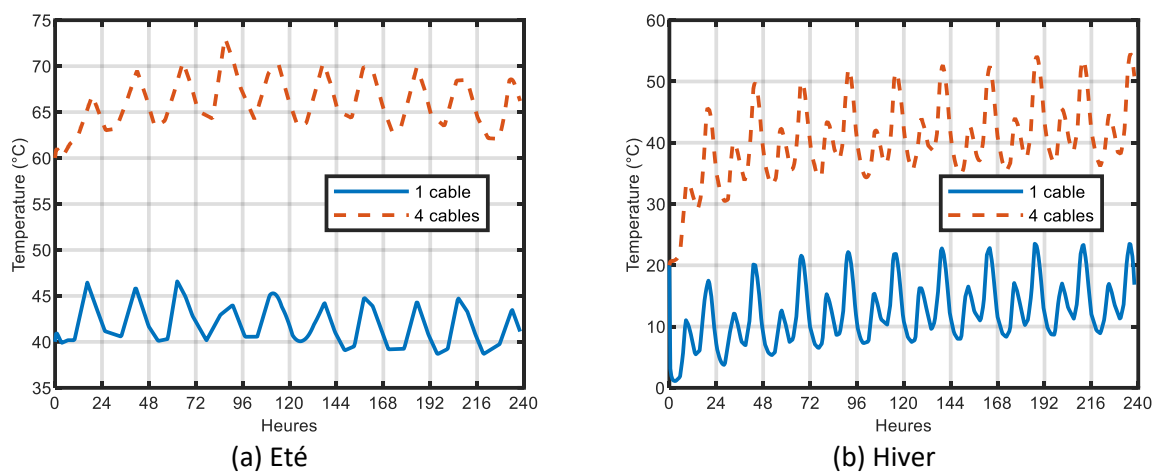 75
70
65
60
55
50
45
40
35
Temperature (°C)
1 cable
4 cables
0 24 48 72 96 120 144 168 192 216 240
Heures
(a) Eté
60
50
40
30
20
10
0
Temperature (°C)
1 cable
4 cables
0 24 48 72 96 120 144 168 192 216 240
Heures
(b) Hiver